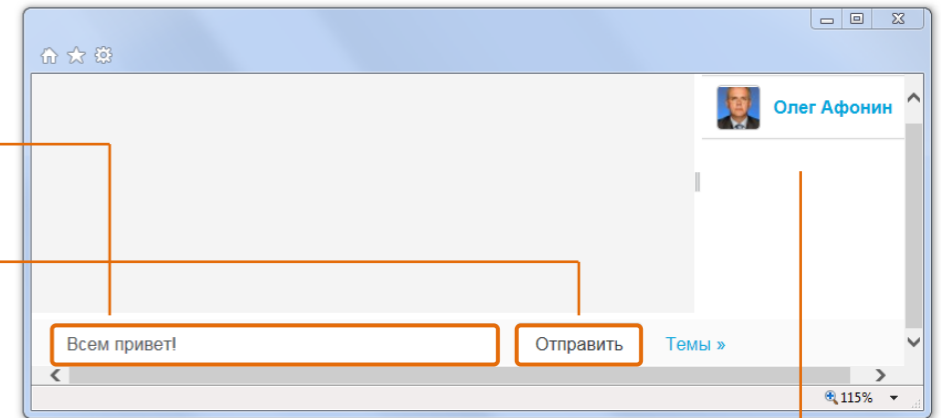 Олег Афонин
Всем привет!
Отправить
Темы »
115%